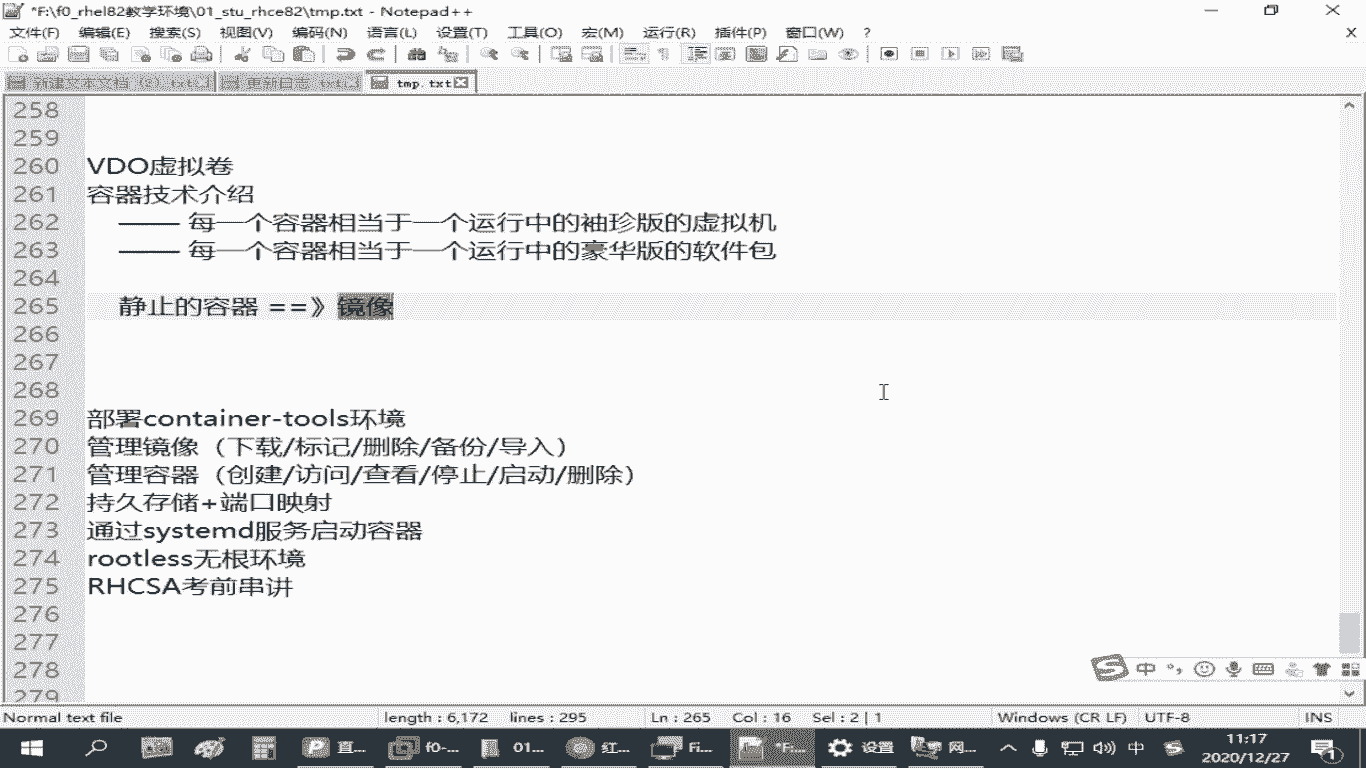 *F:\f0_rhel82教学环境\01_stu_rhce82\tmp.txt - Notepad++
文件(F) 编辑(E) 搜索(S) 视图(V) 编码(N) 语言(L) 设置(T) 工具(O) 宏(M) 运行(R) 插件(P) 窗口(W) ? X
新建文本文档 (2).txt 更新日志.txt tmp.txt
258
259
260 VDO虚拟卷
261 容器技术介绍
262 —— 每一个容器相当于一个运行中的袖珍版的虚拟机
263 —— 每一个容器相当于一个运行中的豪华版的软件包
264
265 静止的容器 ==》镜像
266
267
268
269 部署container-tools环境
270 管理镜像（下载/标记/删除/备份/导入）
271 管理容器（创建/访问/查看/停止/启动/删除）
272 持久存储+端口映射
273 通过systemd服务启动容器
274 rootless无根环境
275 RHCSA考前串讲
276
277
278
279
中
Normal text file length : 6,172 lines : 295 Ln : 265 Col : 16 Sel : 2 | 1 Windows (CR LF) UTF-8 INS
直... f0-... 01... 红... Fi... *Fi... 设置 网... 中 11:17
2020/12/27 1